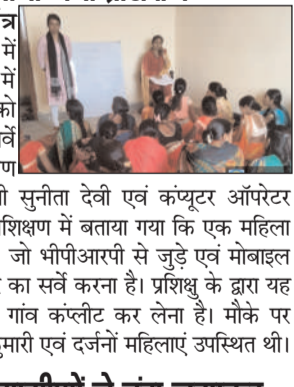 त्र
में
में
को
र्वे
ण
सुनीता देवी एवं कंप्यूटर ऑपरेटर
शिक्षण में बताया गया कि एक महिला
जो भीपीआरपी से जुड़े एवं मोबाइल
का सर्वे करना है। प्रशिक्षु के द्वारा यह
गांव कंप्लीट कर लेना है। मौके पर
मारी एवं दर्जनों महिलाएं उपस्थित थी।